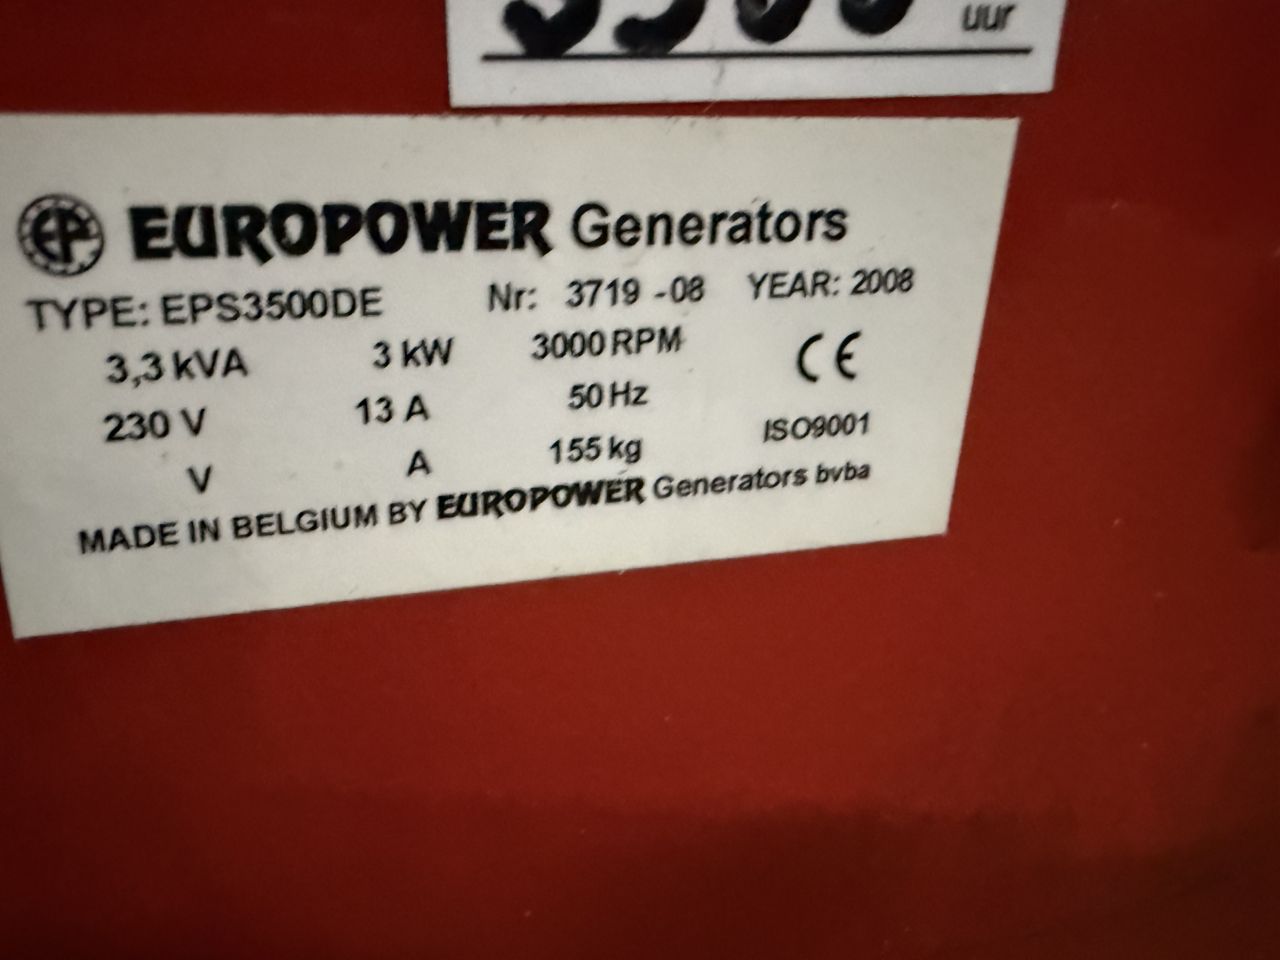 uur
EP EUROPOWER Generators
TYPE: EPS3500DE Nr: 3719 -08 YEAR: 2008
3,3 kVA 3 kW 3000 RPM CE
230 V 13 A 50 Hz ISO9001
V A 155 kg
MADE IN BELGIUM BY EUROPOWER Generators bvba